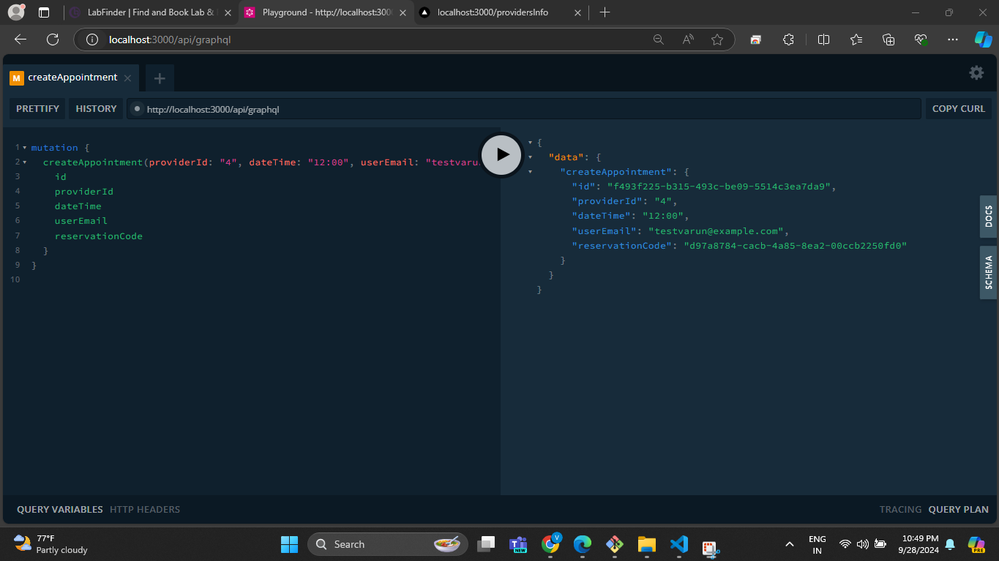 LabFinder | Find and Book Lab &
Playground - http://localhost:300
localhost:3000/providersInfo
localhost:3000/api/graphql
M createAppointment
PRETTIFY
HISTORY
http://localhost:3000/api/graphql
COPY CURL
1 mutation {
2 createAppointment(providerId: "4", dateTime: "12:00", userEmail: "testvaru
3 id
4 providerId
5 dateTime
6 userEmail
7 reservationCode
8 }
9 }
10
{
"data": {
"createAppointment": {
"id": "f493f225-b315-493c-be09-5514c3ea7da9",
"providerId": "4",
"dateTime": "12:00",
"userEmail": "testvarun@example.com",
"reservationCode": "d97a8784-cacb-4a85-8ea2-00ccb2250fd0"
}
}
}
DOCS
SCHEMA
QUERY VARIABLES
HTTP HEADERS
TRACING
QUERY PLAN
77°F
Partly cloudy
Search
NEW
V
ENG
IN
10:49 PM
9/28/2024
PRE